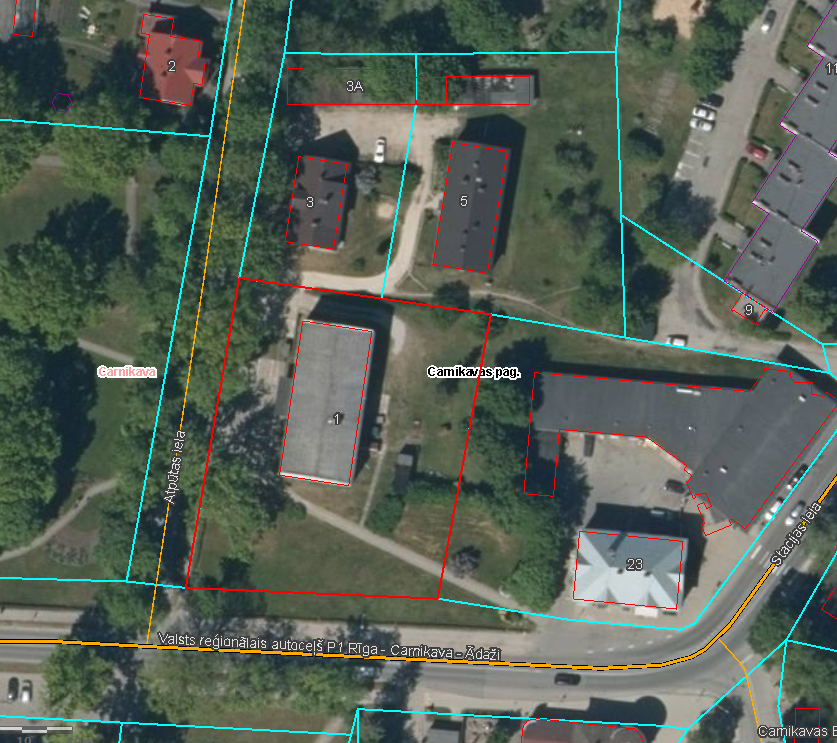 2
3A
11
3
5
9
Carnikava
Carnikavas pag.
1
Atpūtas iela
Stacijas iela
23
Valsts reģionālais autoceļš P1 Rīga - Carnikava - Ādaži
Carnikavas